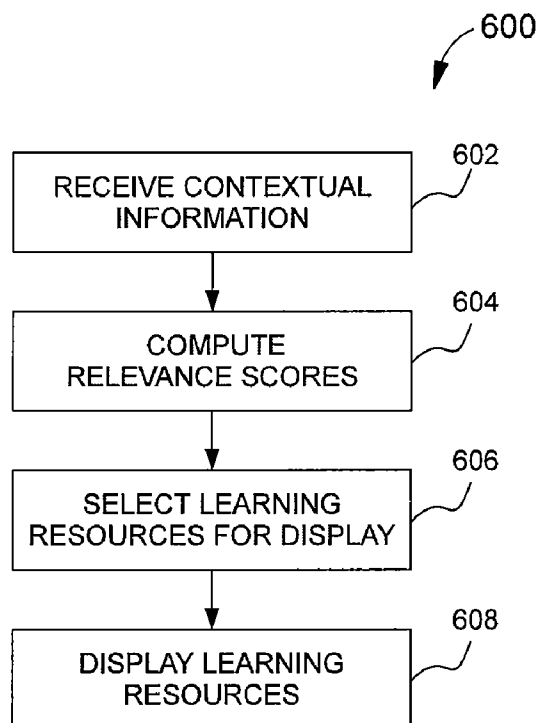 600
602
RECEIVE CONTEXTUAL
INFORMATION
604
COMPUTE
RELEVANCE SCORES
606
SELECT LEARNING
RESOURCES FOR DISPLAY
608
DISPLAY LEARNING
RESOURCES